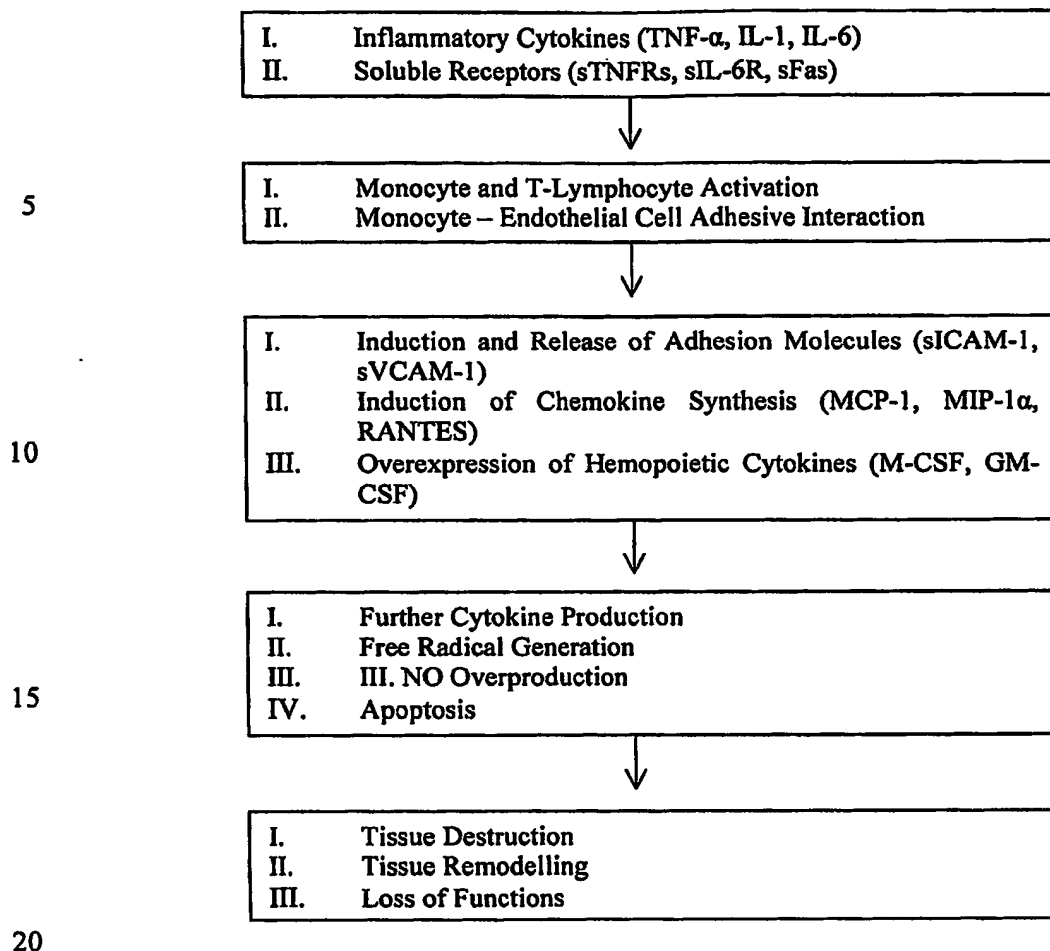 I. Inflammatory Cytokines (TNF-α, IL-1, IL-6)
II. Soluble Receptors (sTNFRs, sIL-6R, sFas)
5
I. Monocyte and T-Lymphocyte Activation
II. Monocyte – Endothelial Cell Adhesive Interaction
I. Induction and Release of Adhesion Molecules (sICAM-1,
sVCAM-1)
II. Induction of Chemokine Synthesis (MCP-1, MIP-1α,
RANTES)
10
III. Overexpression of Hemopoietic Cytokines (M-CSF, GM-
CSF)
I. Further Cytokine Production
II. Free Radical Generation
15
III. III. NO Overproduction
IV. Apoptosis
I. Tissue Destruction
II. Tissue Remodelling
III. Loss of Functions
20